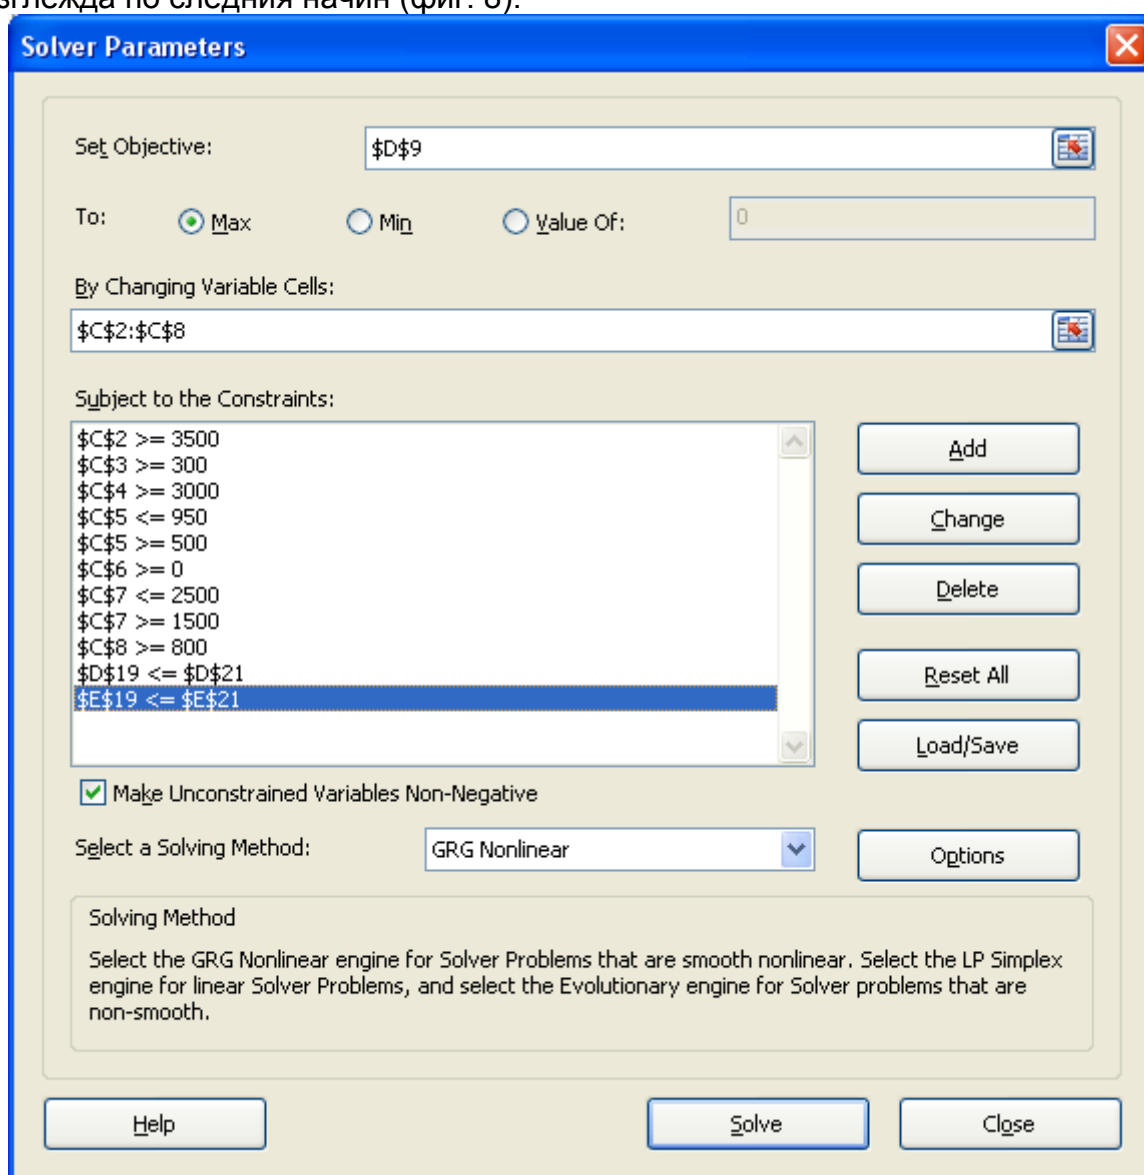 по следния начин (фиг. 8).
Solver Parameters
Set Objective: $D$9
To: Max Min Value Of: 0
By Changing Variable Cells:
$C$2:$C$8
Subject to the Constraints:
$C$2 >= 3500
$C$3 >= 300
$C$4 >= 3000
$C$5 <= 950
$C$5 >= 500
$C$6 >= 0
$C$7 <= 2500
$C$7 >= 1500
$C$8 >= 800
$D$19 <= $D$21
$E$19 <= $E$21
Add
Change
Delete
Reset All
Load/Save
Make Unconstrained Variables Non-Negative
Select a Solving Method: GRG Nonlinear Options
Solving Method
Select the GRG Nonlinear engine for Solver Problems that are smooth nonlinear. Select the LP Simplex
engine for linear Solver Problems, and select the Evolutionary engine for Solver problems that are
non-smooth.
Help Solve Close